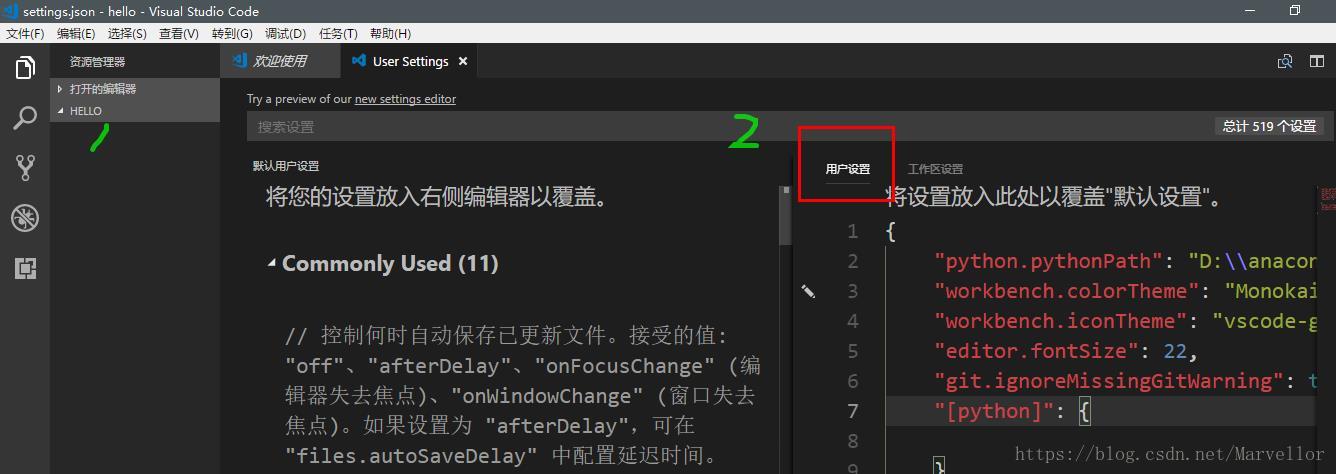 settings.json - hello - Visual Studio Code
文件(F) 编辑(E) 选择(S) 查看(V) 转到(G) 调试(D) 任务(T) 帮助(H)
资源管理器
打开的编辑器
HELLO
1
欢迎使用
User Settings
Try a preview of our new settings editor
搜索设置
2
总计 519 个设置
默认用户设置
将您的设置放入右侧编辑器以覆盖。
Commonly Used (11)
// 控制何时自动保存已更新文件。接受的值:
"off"、"afterDelay"、"onFocusChange" (编
辑器失去焦点)、"onWindowChange" (窗口失去
焦点)。如果设置为 "afterDelay"，可在
"files.autoSaveDelay" 中配置延迟时间。
用户设置 工作区设置
将设置放入此处以覆盖"默认设置"。
1 {
2 "python.pythonPath": "D:\\anacon
3 "workbench.colorTheme": "Monokai
4 "workbench.iconTheme": "vscode-g
5 "editor.fontSize": 22,
6 "git.ignoreMissingGitWarning": t
7 "[python]": {
8
9 }
https://blog.csdn.net/Marvellor